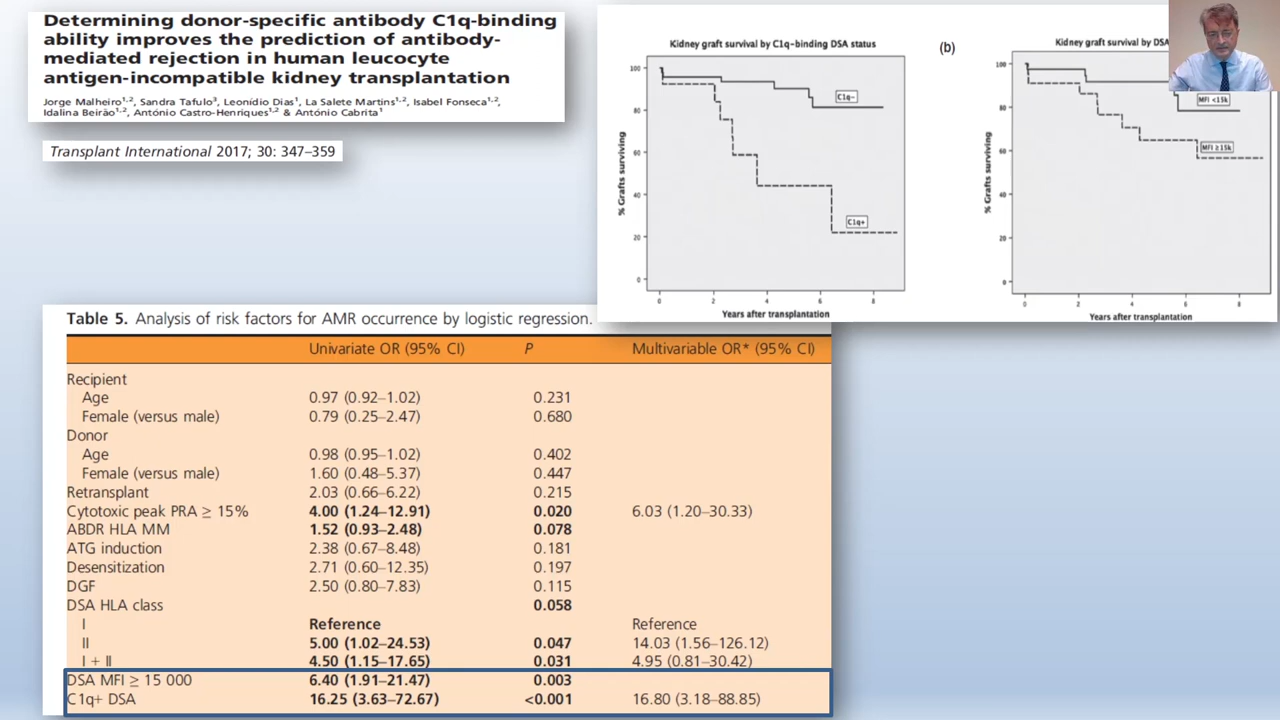 Determining donor-specific antibody C1q-binding
ability improves the prediction of antibody-
mediated rejection in human leucocyte
antigen-incompatible kidney transplantation
Jorge Malheiro¹,², Sandra Tafulo³, Leonídio Dias¹, La Salete Martins¹,², Isabel Fonseca¹,²,
Idalina Beirão¹,², António Castro-Henriques¹,² & António Cabrita¹
Transplant International 2017; 30: 347–359
Kidney graft survival by C1q-binding DSA status
% Grafts surviving
100
80
60
40
20
0
C1q-
C1q+
0 2 4 6 8
Years after transplantation
(b)
Kidney graft survival by DSA
% Grafts surviving
100
80
60
40
20
0
MFI <15k
MFI ≥15k
0 2 4 6 8
Years after transplantation
Table 5. Analysis of risk factors for AMR occurrence by logistic regression.
Univariate OR (95% CI) P Multivariable OR* (95% CI)
Recipient
Age 0.97 (0.92–1.02) 0.231
Female (versus male) 0.79 (0.25–2.47) 0.680
Donor
Age 0.98 (0.95–1.02) 0.402
Female (versus male) 1.60 (0.48–5.37) 0.447
Retransplant 2.03 (0.66–6.22) 0.215
Cytotoxic peak PRA ≥ 15% 4.00 (1.24–12.91) 0.020 6.03 (1.20–30.33)
ABDR HLA MM 1.52 (0.93–2.48) 0.078
ATG induction 2.38 (0.67–8.48) 0.181
Desensitization 2.71 (0.60–12.35) 0.197
DGF 2.50 (0.80–7.83) 0.115
DSA HLA class 0.058
I Reference Reference
II 5.00 (1.02–24.53) 0.047 14.03 (1.56–126.12)
I + II 4.50 (1.15–17.65) 0.031 4.95 (0.81–30.42)
DSA MFI ≥ 15 000 6.40 (1.91–21.47) 0.003
C1q+ DSA 16.25 (3.63–72.67) <0.001 16.80 (3.18–88.85)